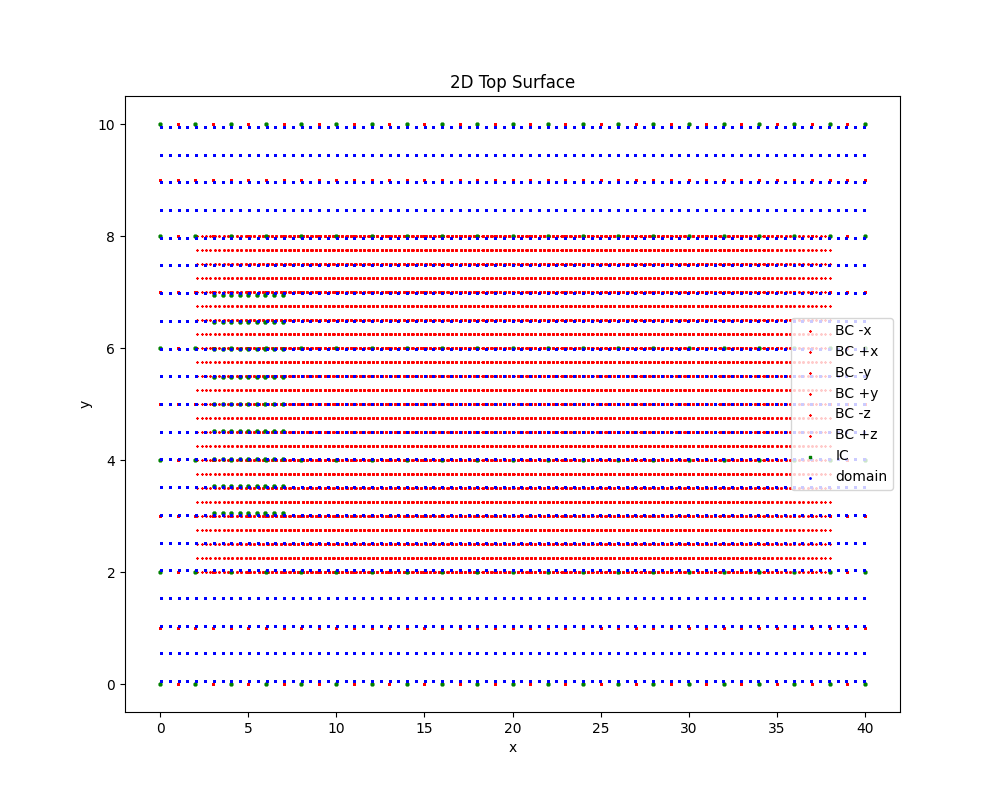 2D Top Surface
10
8
6
4
2
0
y
BC -x
BC +x
BC -y
BC +y
BC -z
BC +z
IC
domain
0 5 10 15 20 25 30 35 40
x